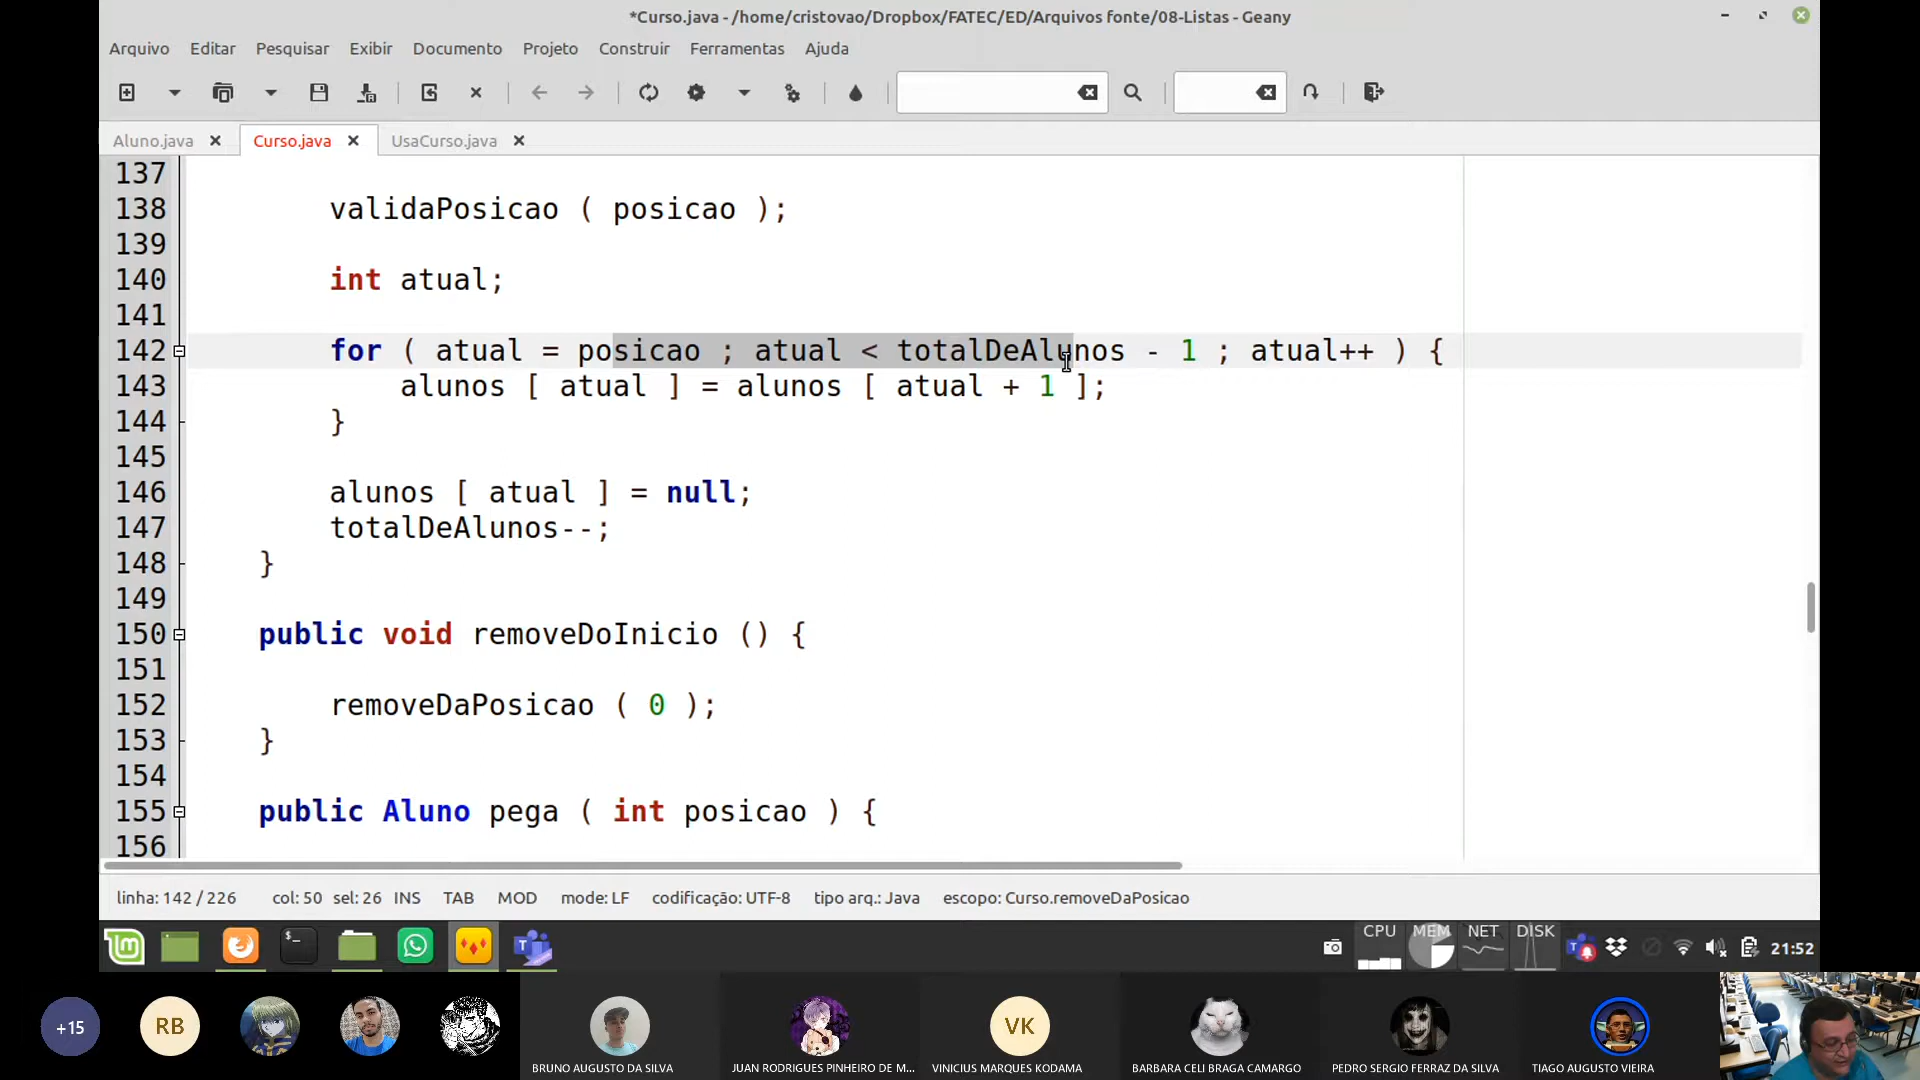 *Curso.java - /home/cristovao/Dropbox/FATEC/ED/Arquivos fonte/08-Listas - Geany
Arquivo Editar Pesquisar Exibir Documento Projeto Construir Ferramentas Ajuda
Aluno.java Curso.java UsaCurso.java
137
138 validaPosicao ( posicao );
139
140 int atual;
141
142 for ( atual = posicao ; atual < totalDeAlunos - 1 ; atual++ ) {
143 alunos [ atual ] = alunos [ atual + 1 ];
144 }
145
146 alunos [ atual ] = null;
147 totalDeAlunos--;
148 }
149
150 public void removeDoInicio () {
151
152 removeDaPosicao ( 0 );
153 }
154
155 public Aluno pega ( int posicao ) {
156
linha: 142 / 226 col: 50 sel: 26 INS TAB MOD mode: LF codificação: UTF-8 tipo arq.: Java escopo: Curso.removeDaPosicao
CPU MEM NET DISK
21:52
+15 RB VK
BRUNO AUGUSTO DA SILVA JUAN RODRIGUES PINHEIRO DE M... VINICIUS MARQUES KODAMA BARBARA CELI BRAGA CAMARGO PEDRO SERGIO FERRAZ DA SILVA TIAGO AUGUSTO VIEIRA